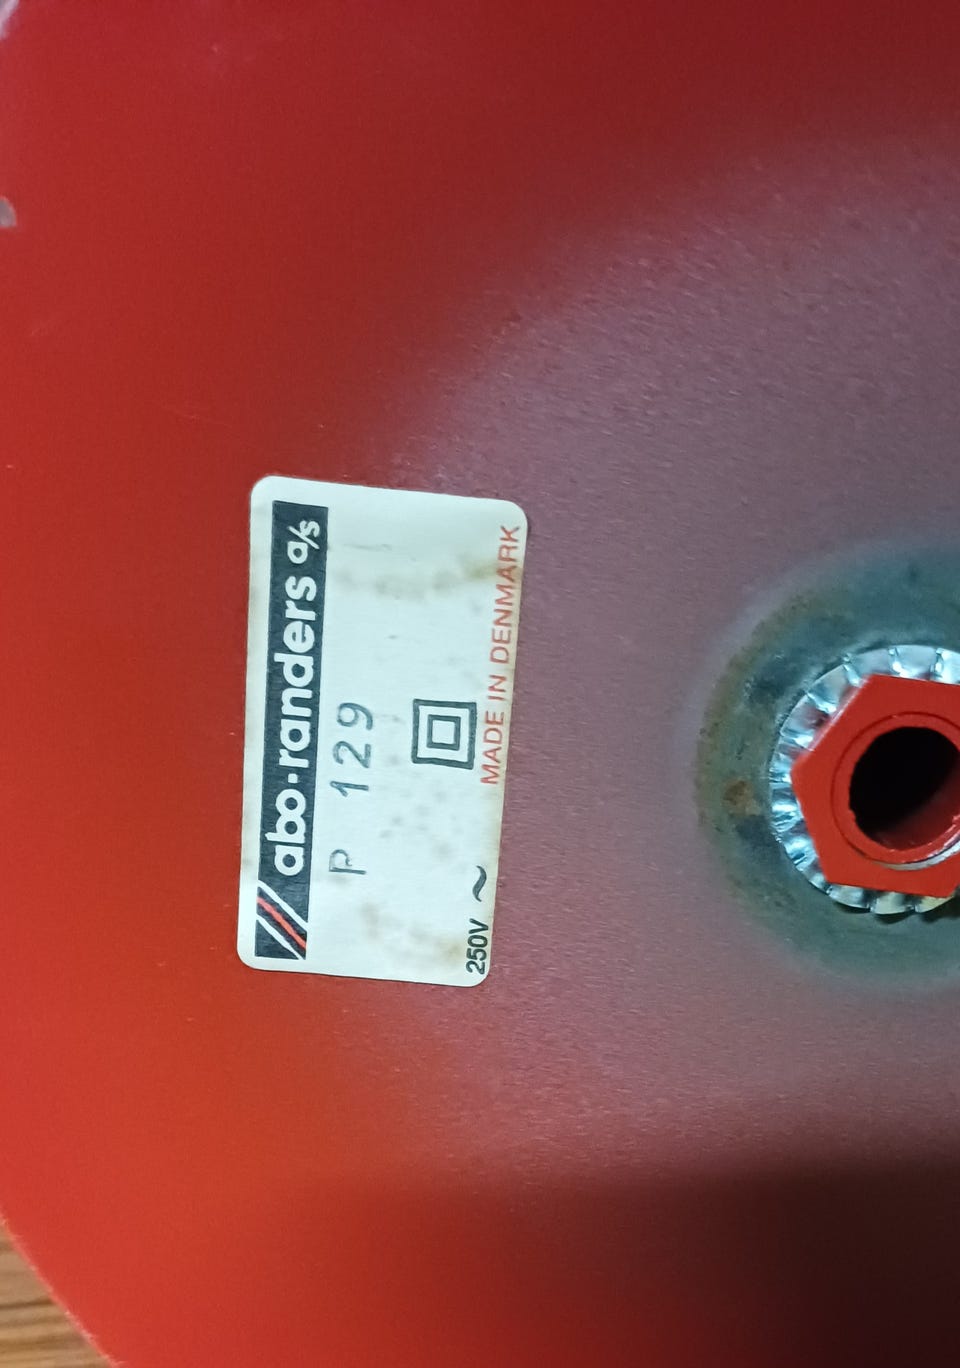 abo·randers a/s
P 129
250V ~
MADE IN DENMARK